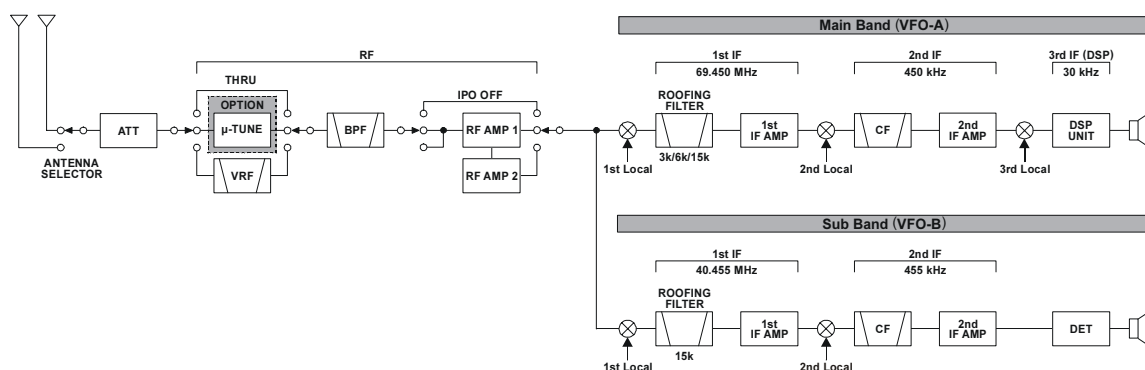 Main Band (VFO-A)
RF
1st IF
69.450 MHz
2nd IF
450 kHz
3rd IF (DSP)
30 kHz
THRU
OPTION
IPO OFF
ROOFING
FILTER
ATT
µ-TUNE
BPF
RF AMP 1
1st
IF AMP
CF
2nd
IF AMP
DSP
UNIT
3k/6k/15k
ANTENNA
SELECTOR
VRF
RF AMP 2
1st Local
2nd Local
3rd Local
Sub Band (VFO-B)
1st IF
40.455 MHz
2nd IF
455 kHz
ROOFING
FILTER
1st
IF AMP
CF
2nd
IF AMP
DET
15k
1st Local
2nd Local